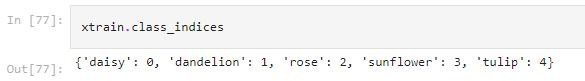 In [77]:
xtrain.class_indices
Out[77]:
{'daisy': 0, 'dandelion': 1, 'rose': 2, 'sunflower': 3, 'tulip': 4}